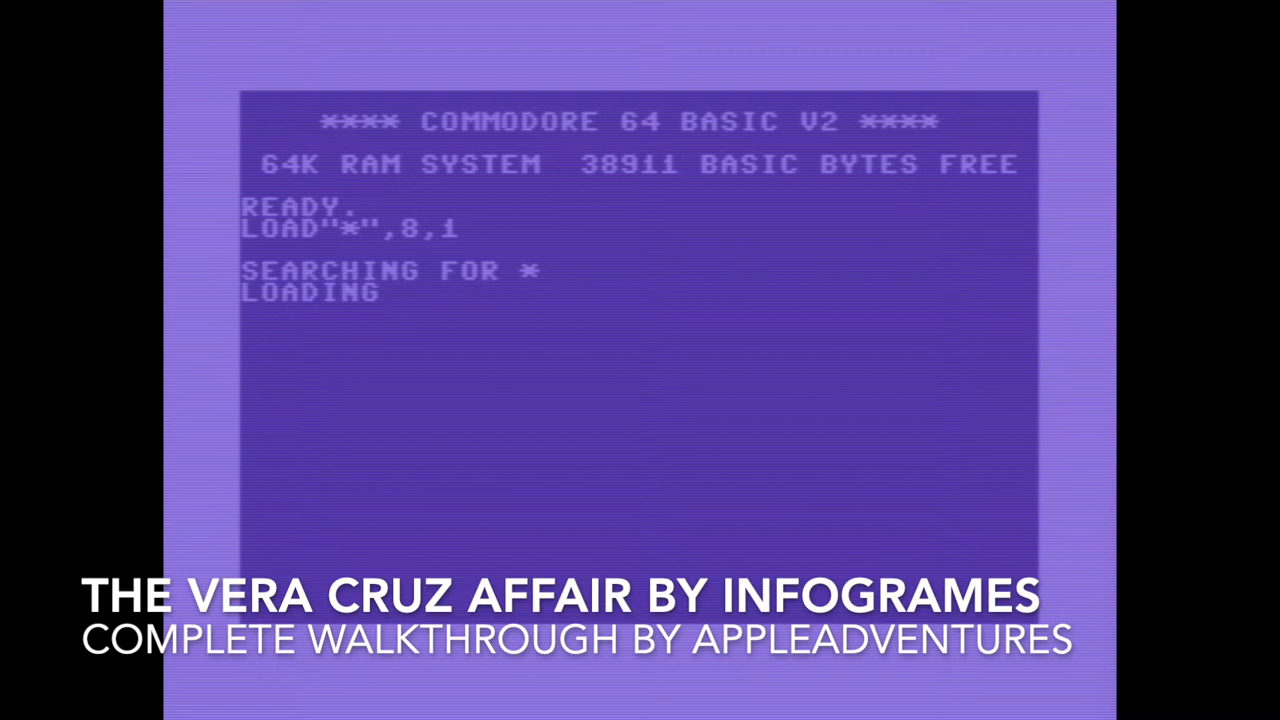 **** COMMODORE 64 BASIC V2 ****
64K RAM SYSTEM  38911 BASIC BYTES FREE
READY.
LOAD"*",8,1
SEARCHING FOR *
LOADING
THE VERA CRUZ AFFAIR BY INFOGRAMES
COMPLETE WALKTHROUGH BY APPLEADVENTURES